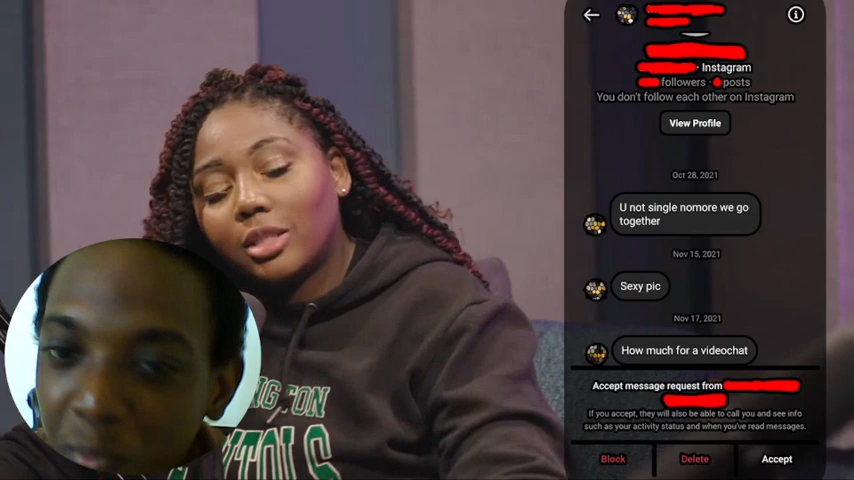 · Instagram
followers · posts
You don't follow each other on Instagram
View Profile
Oct 28, 2021
U not single nomore we go
together
Nov 15, 2021
Sexy pic
Nov 17, 2021
How much for a videochat
Accept message request from
If you accept, they will also be able to call you and see info
such as your activity status and when you've read messages.
Block
Delete
Accept
TON